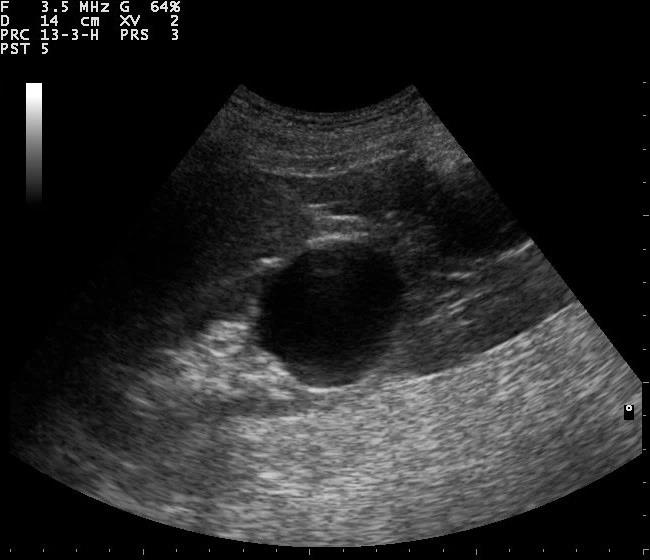 F 3.5 MHz G 64%
D 14 cm XV 2
PRC 13-3-H PRS 3
PST 5